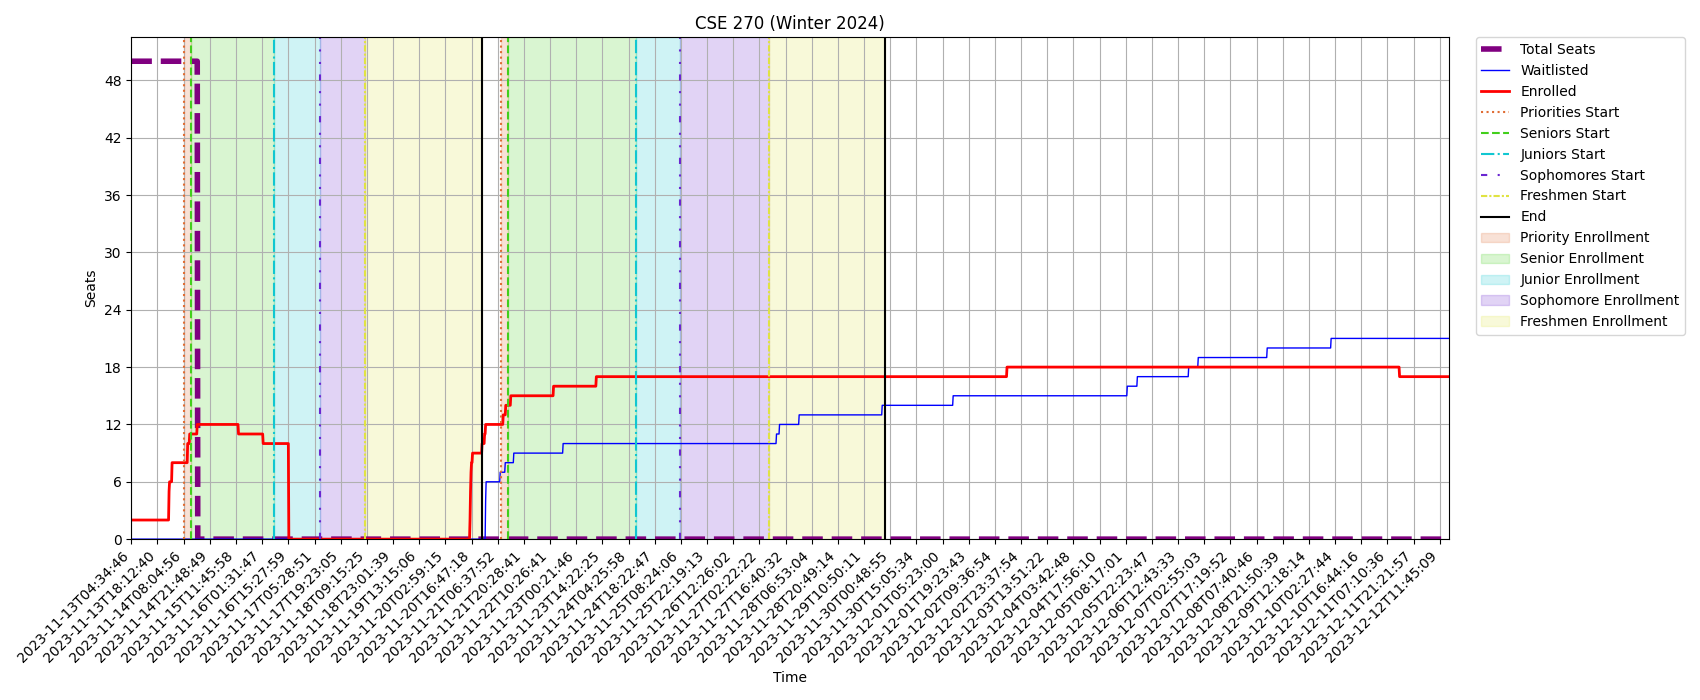 CSE 270 (Winter 2024)
Seats
48
42
36
30
24
18
12
6
0
2023-11-13T04:34:46
2023-11-13T18:12:40
2023-11-14T08:04:56
2023-11-14T21:48:49
2023-11-15T11:45:58
2023-11-16T01:31:47
2023-11-16T15:27:59
2023-11-17T05:28:51
2023-11-17T19:23:05
2023-11-18T09:15:25
2023-11-18T23:01:39
2023-11-19T13:15:06
2023-11-20T02:59:15
2023-11-20T16:47:18
2023-11-21T06:37:52
2023-11-21T20:28:41
2023-11-22T10:26:41
2023-11-23T00:21:46
2023-11-23T14:22:25
2023-11-24T04:25:58
2023-11-24T18:22:47
2023-11-25T08:24:06
2023-11-25T22:19:13
2023-11-26T12:26:02
2023-11-27T02:22:22
2023-11-27T16:40:32
2023-11-28T06:53:04
2023-11-28T20:49:14
2023-11-29T10:50:11
2023-11-30T00:48:55
2023-11-30T15:05:34
2023-12-01T05:23:00
2023-12-01T19:23:43
2023-12-02T09:36:54
2023-12-02T23:37:54
2023-12-03T13:51:22
2023-12-04T03:42:48
2023-12-04T17:56:10
2023-12-05T08:17:01
2023-12-05T22:23:47
2023-12-06T12:43:33
2023-12-07T02:55:03
2023-12-07T17:19:52
2023-12-08T07:40:46
2023-12-08T21:50:39
2023-12-09T12:18:14
2023-12-10T02:27:44
2023-12-10T16:44:16
2023-12-11T07:10:36
2023-12-11T21:21:57
2023-12-12T11:45:09
Time
Total Seats
Waitlisted
Enrolled
Priorities Start
Seniors Start
Juniors Start
Sophomores Start
Freshmen Start
End
Priority Enrollment
Senior Enrollment
Junior Enrollment
Sophomore Enrollment
Freshmen Enrollment